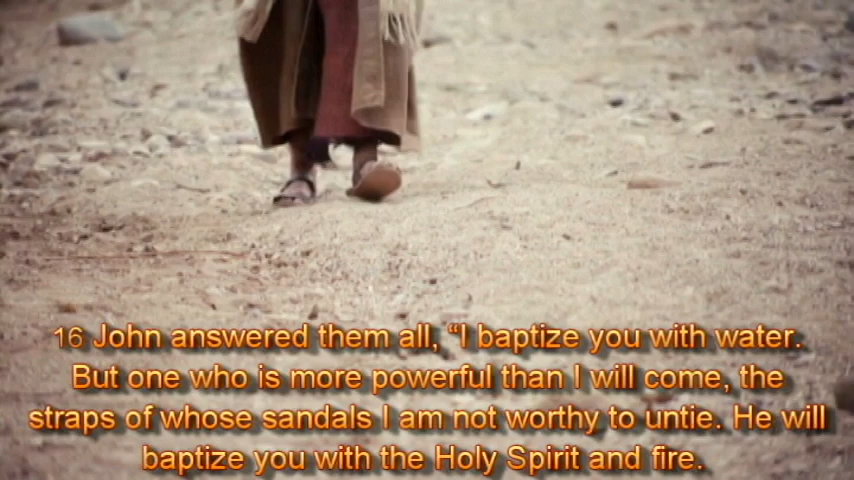 16 John answered them all, “I baptize you with water.
But one who is more powerful than I will come, the
straps of whose sandals I am not worthy to untie. He will
baptize you with the Holy Spirit and fire.